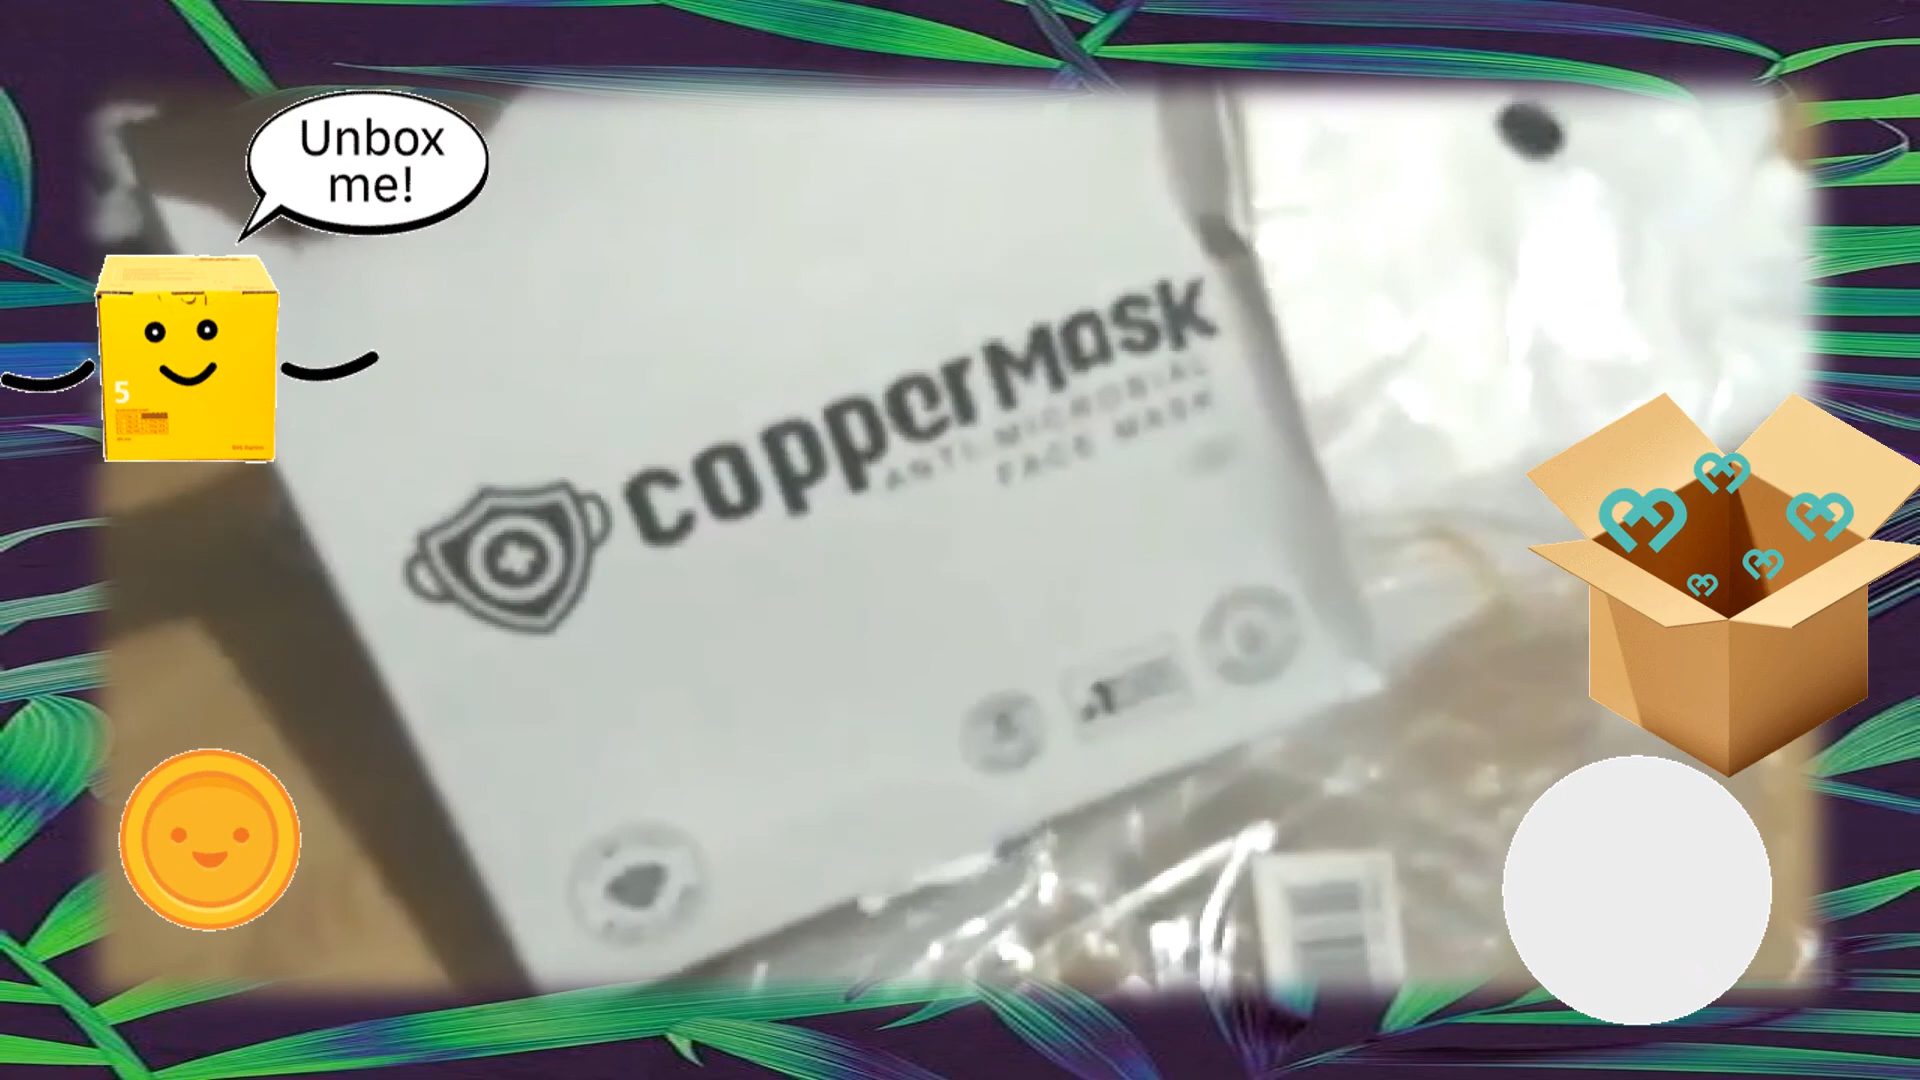 Unbox
me!
copperMask
ANTI-MICROBIAL
FACE MASK
5